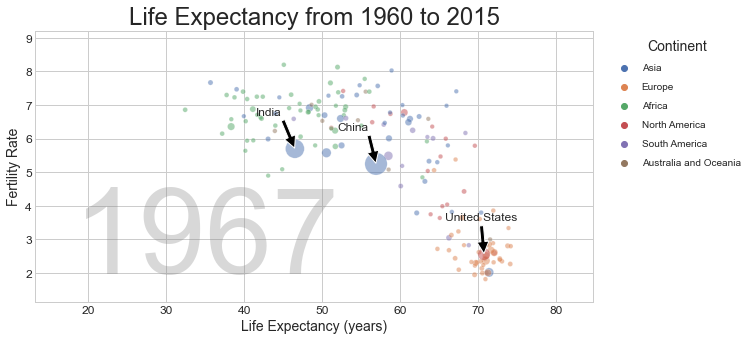 Life Expectancy from 1960 to 2015
Continent
Asia
Europe
Africa
North America
South America
Australia and Oceania
Fertility Rate
9
8
7
6
5
4
3
2
India
China
United States
1967
20 30 40 50 60 70 80
Life Expectancy (years)